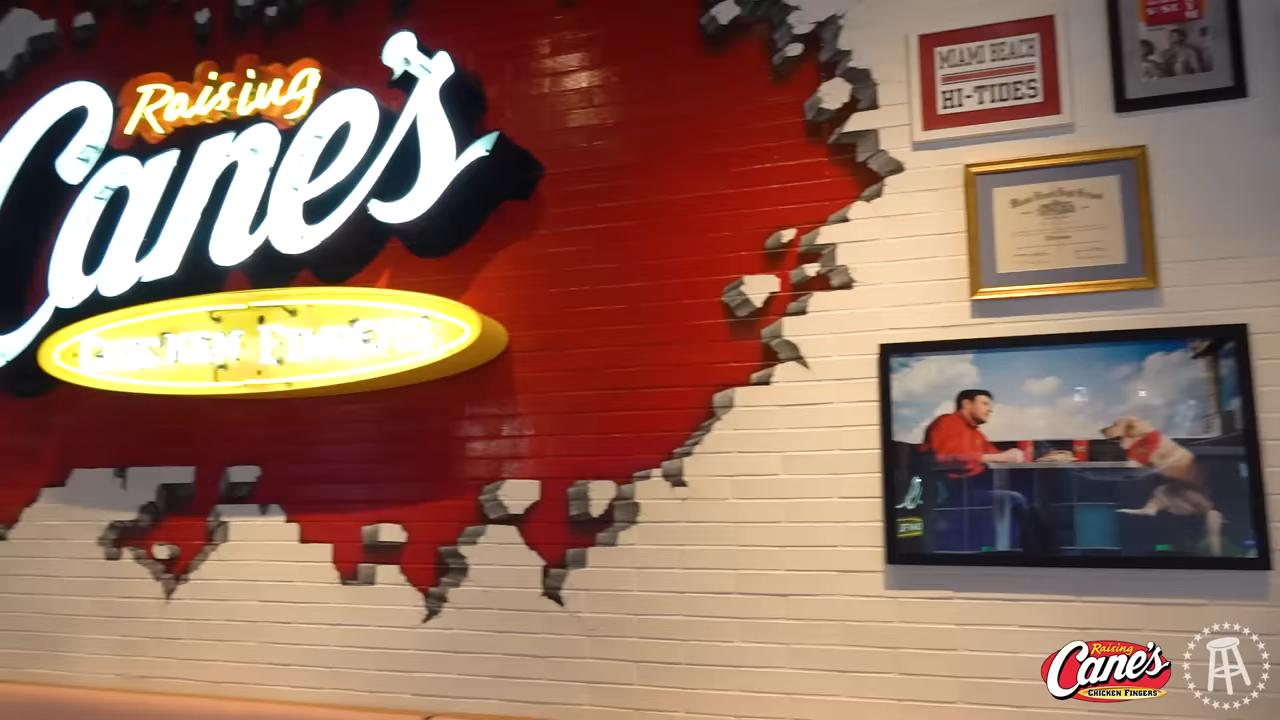 Raising
Cane's
CHICKEN FINGERS
MIAMI BEACH
HI-TIDES
Raising
Cane's
CHICKEN FINGERS